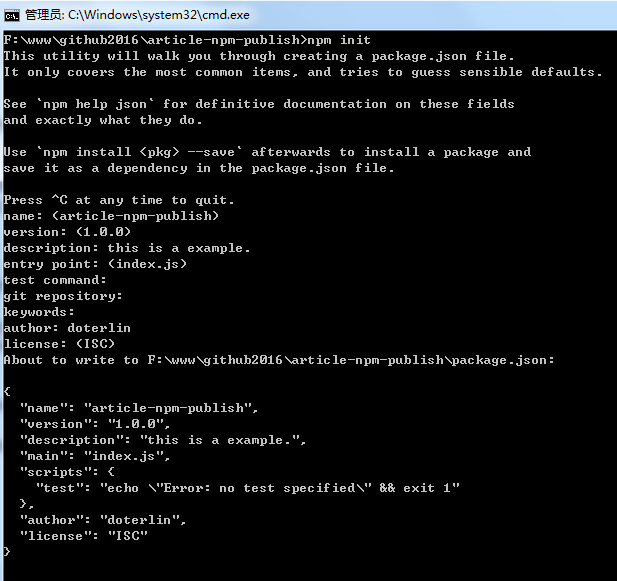 管理员: C:\Windows\system32\cmd.exe
F:\www\github2016\article-npm-publish>npm init
This utility will walk you through creating a package.json file.
It only covers the most common items, and tries to guess sensible defaults.
See `npm help json` for definitive documentation on these fields
and exactly what they do.
Use `npm install <pkg> --save` afterwards to install a package and
save it as a dependency in the package.json file.
Press ^C at any time to quit.
name: (article-npm-publish)
version: (1.0.0)
description: this is a example.
entry point: (index.js)
test command:
git repository:
keywords:
author: doterlin
license: (ISC)
About to write to F:\www\github2016\article-npm-publish\package.json:
{
  "name": "article-npm-publish",
  "version": "1.0.0",
  "description": "this is a example.",
  "main": "index.js",
  "scripts": {
    "test": "echo \"Error: no test specified\" && exit 1"
  },
  "author": "doterlin",
  "license": "ISC"
}